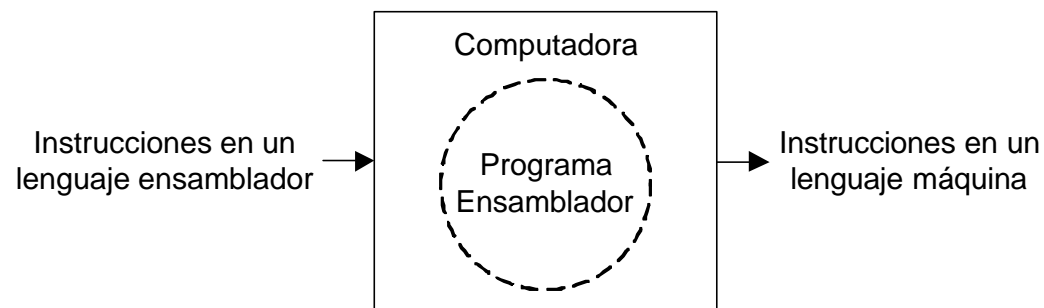 Computadora
Instrucciones en un
lenguaje ensamblador
Programa
Ensamblador
Instrucciones en un
lenguaje máquina